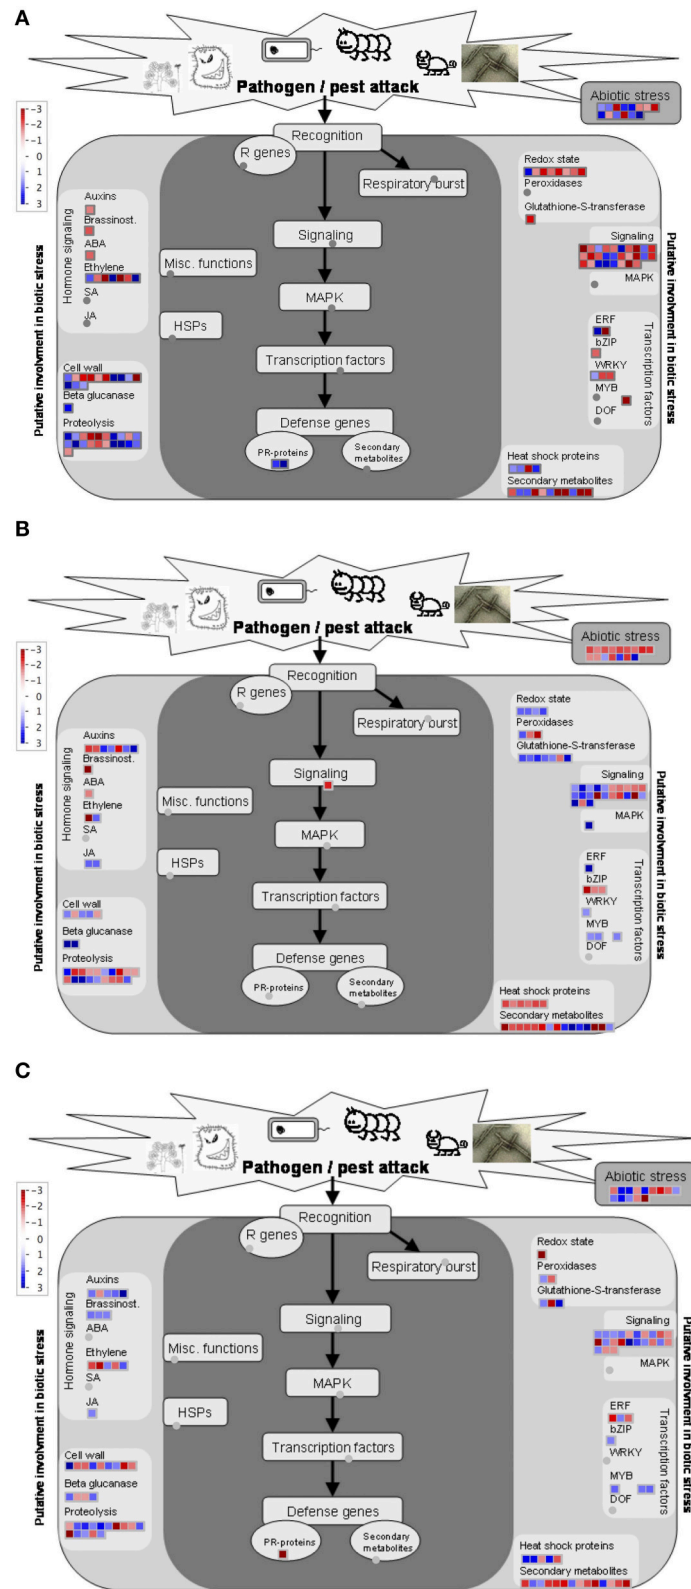 A
Pathogen / pest attack
Abiotic stress
-3
-2
-1
0
1
2
3
Recognition
R genes
Respiratory burst
Redox state
Peroxidases
Glutathione-S-transferase
Auxins
Brassinost.
ABA
Ethylene
SA
JA
Hormone signaling
Signaling
Signaling
MAPK
Misc. functions
MAPK
HSPs
ERF
bZIP
WRKY
MYB
DOF
Transcription factors
Transcription factors
Cell wall
Beta glucanase
Proteolysis
Defense genes
PR-proteins
Secondary
metabolites
Heat shock proteins
Secondary metabolites
Putative involvment in biotic stress
Putative involvment in biotic stress
B
Pathogen / pest attack
Abiotic stress
-3
-2
-1
0
1
2
3
Recognition
R genes
Respiratory burst
Redox state
Peroxidases
Glutathione-S-transferase
Auxins
Brassinost.
ABA
Ethylene
SA
JA
Hormone signaling
Signaling
Signaling
MAPK
Misc. functions
MAPK
HSPs
ERF
bZIP
WRKY
MYB
DOF
Transcription factors
Transcription factors
Cell wall
Beta glucanase
Proteolysis
Defense genes
PR-proteins
Secondary
metabolites
Heat shock proteins
Secondary metabolites
Putative involvment in biotic stress
Putative involvment in biotic stress
C
Pathogen / pest attack
Abiotic stress
-3
-2
-1
0
1
2
3
Recognition
R genes
Respiratory burst
Redox state
Peroxidases
Glutathione-S-transferase
Auxins
Brassinost.
ABA
Ethylene
SA
JA
Hormone signaling
Signaling
Signaling
MAPK
Misc. functions
MAPK
HSPs
ERF
bZIP
WRKY
MYB
DOF
Transcription factors
Transcription factors
Cell wall
Beta glucanase
Proteolysis
Defense genes
PR-proteins
Secondary
metabolites
Heat shock proteins
Secondary metabolites
Putative involvment in biotic stress
Putative involvment in biotic stress